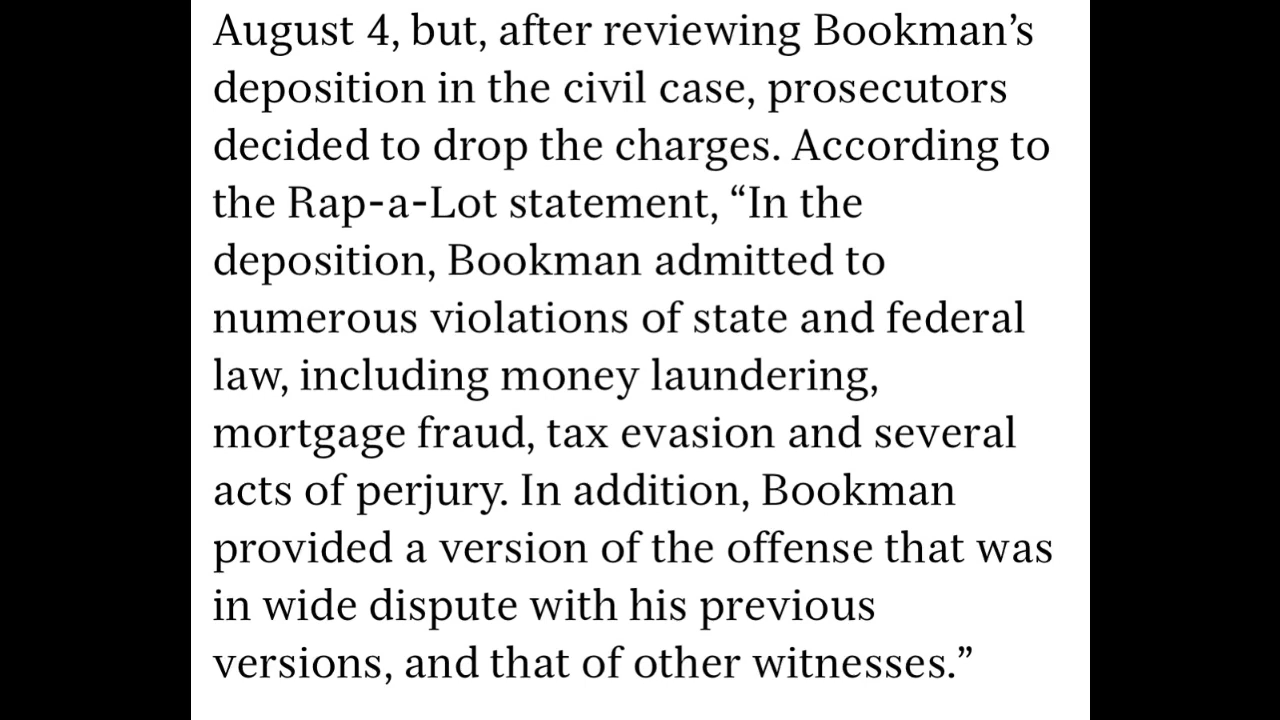 August 4, but, after reviewing Bookman’s
deposition in the civil case, prosecutors
decided to drop the charges. According to
the Rap-a-Lot statement, “In the
deposition, Bookman admitted to
numerous violations of state and federal
law, including money laundering,
mortgage fraud, tax evasion and several
acts of perjury. In addition, Bookman
provided a version of the offense that was
in wide dispute with his previous
versions, and that of other witnesses.”